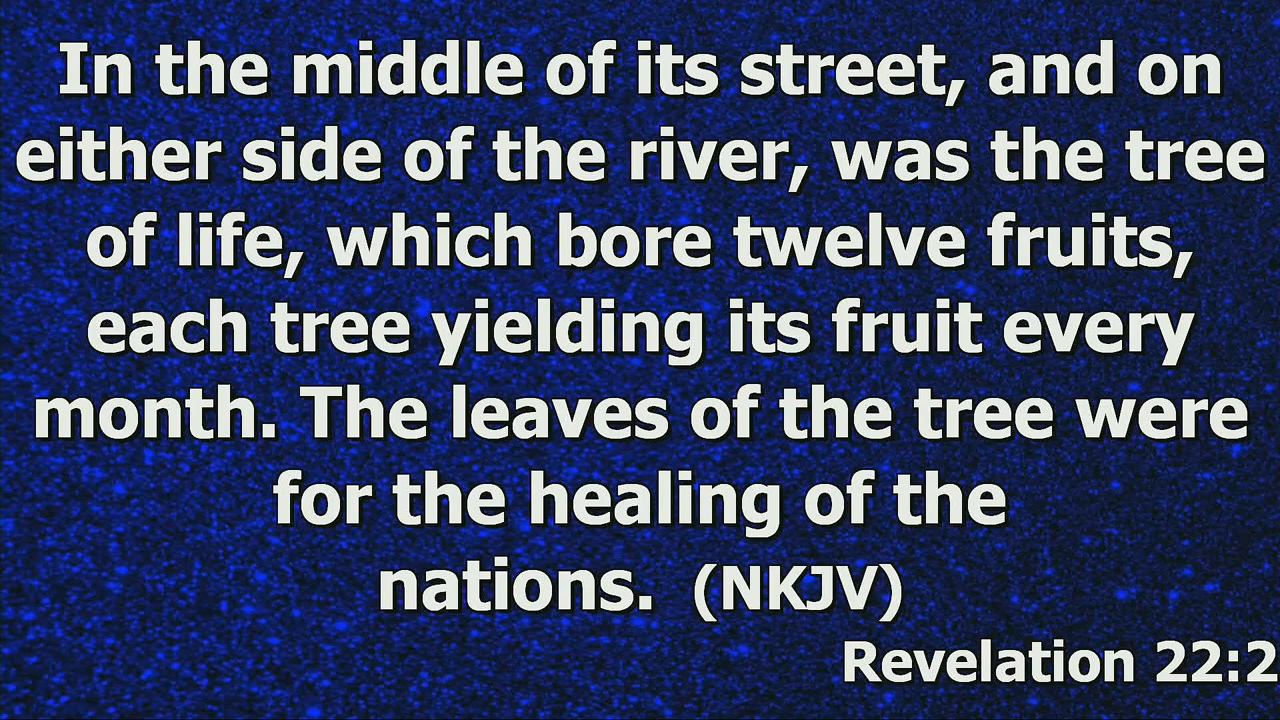 In the middle of its street, and on
either side of the river, was the tree
of life, which bore twelve fruits,
each tree yielding its fruit every
month. The leaves of the tree were
for the healing of the
nations. (NKJV)
Revelation 22:2